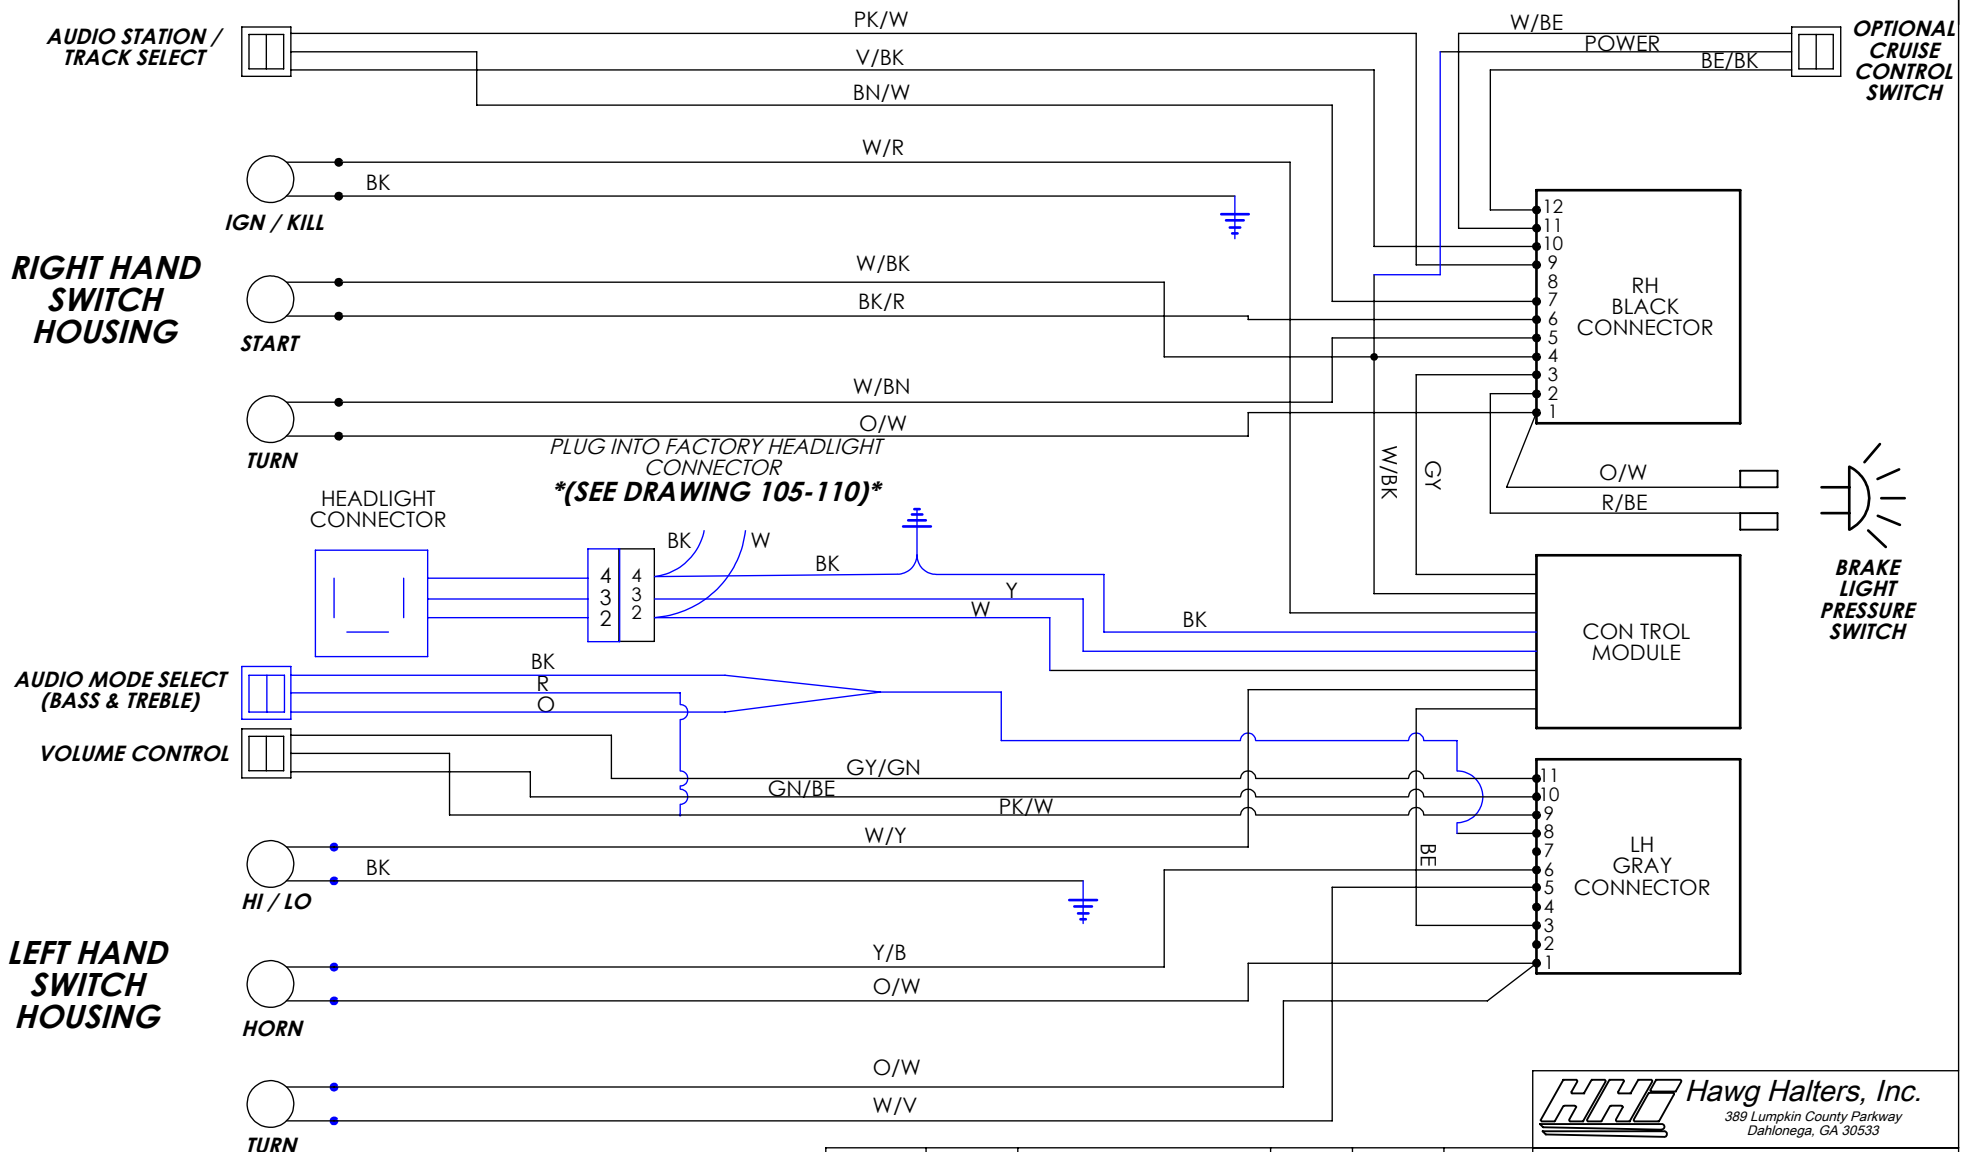 AUDIO STATION /
TRACK SELECT
PK/W
V/BK
BN/W
W/BE
POWER
BE/BK
OPTIONAL
CRUISE
CONTROL
SWITCH
W/R
BK
IGN / KILL
RIGHT HAND
SWITCH
HOUSING
W/BK
BK/R
START
W/BN
O/W
TURN
12
11
10
9
8
7
6
5
4
3
2
1
RH
BLACK
CONNECTOR
PLUG INTO FACTORY HEADLIGHT
CONNECTOR
*(SEE DRAWING 105-110)*
HEADLIGHT
CONNECTOR
W/BK
GY
O/W
R/BE
BRAKE
LIGHT
PRESSURE
SWITCH
BK
W
4
3
2
4
3
2
BK
Y
W
BK
CON TROL
MODULE
AUDIO MODE SELECT
(BASS & TREBLE)
BK
R
O
VOLUME CONTROL
GY/GN
GN/BE
PK/W
W/Y
BK
HI / LO
BE
11
10
9
8
7
6
5
4
3
2
1
LH
GRAY
CONNECTOR
LEFT HAND
SWITCH
HOUSING
Y/B
O/W
HORN
O/W
W/V
TURN
HHI
Hawg Halters, Inc.
389 Lumpkin County Parkway
Dahlonega, GA 30533